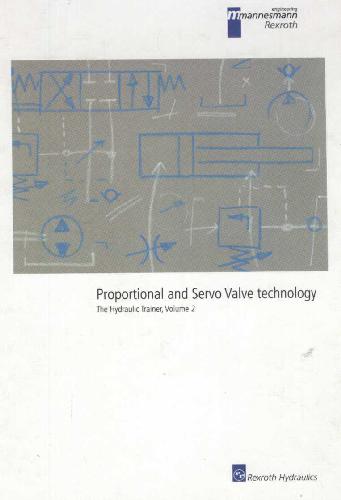 engineering
mannesmann
Rexroth
Proportional and Servo Valve technology
The Hydraulic Trainer, Volume 2
Rexroth Hydraulics